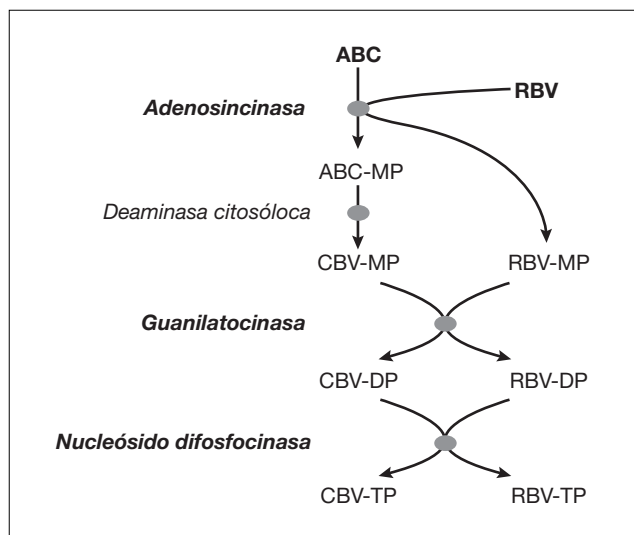 ABC
RBV
Adenosincinasa
ABC-MP
Deaminasa citosóloca
CBV-MP RBV-MP
Guanilatocinasa
CBV-DP RBV-DP
Nucleósido difosfocinasa
CBV-TP RBV-TP